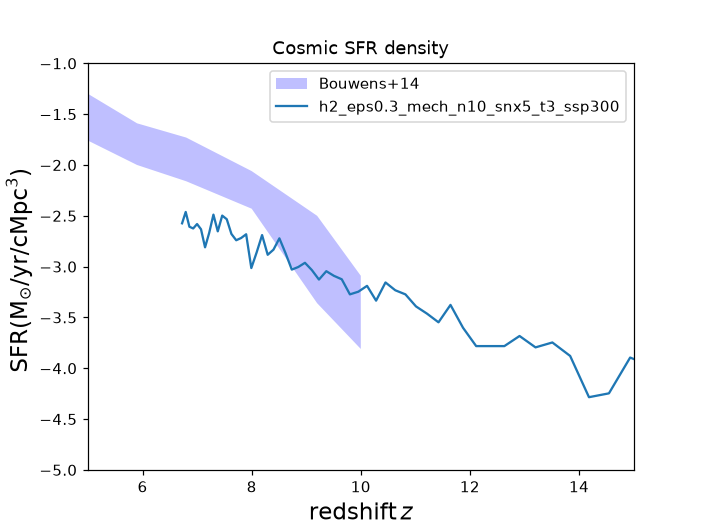 Cosmic SFR density
Bouwens+14
h2_eps0.3_mech_n10_snx5_t3_ssp300
SFR(M⊙/yr/cMpc³)
−1.0
−1.5
−2.0
−2.5
−3.0
−3.5
−4.0
−4.5
−5.0
6 8 10 12 14
redshift z